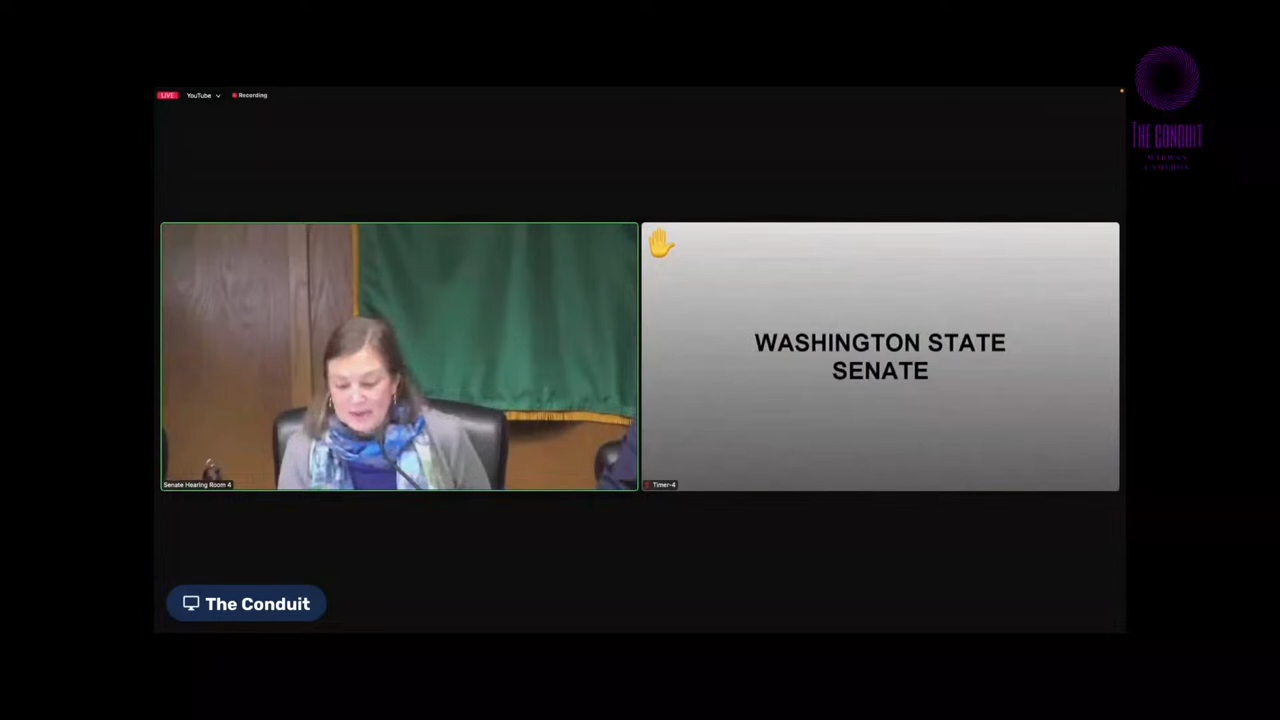 LIVE YouTube Recording
THE CONDUIT
WASHINGTON STATE
SENATE
Senate Hearing Room 4
Timer-4
The Conduit